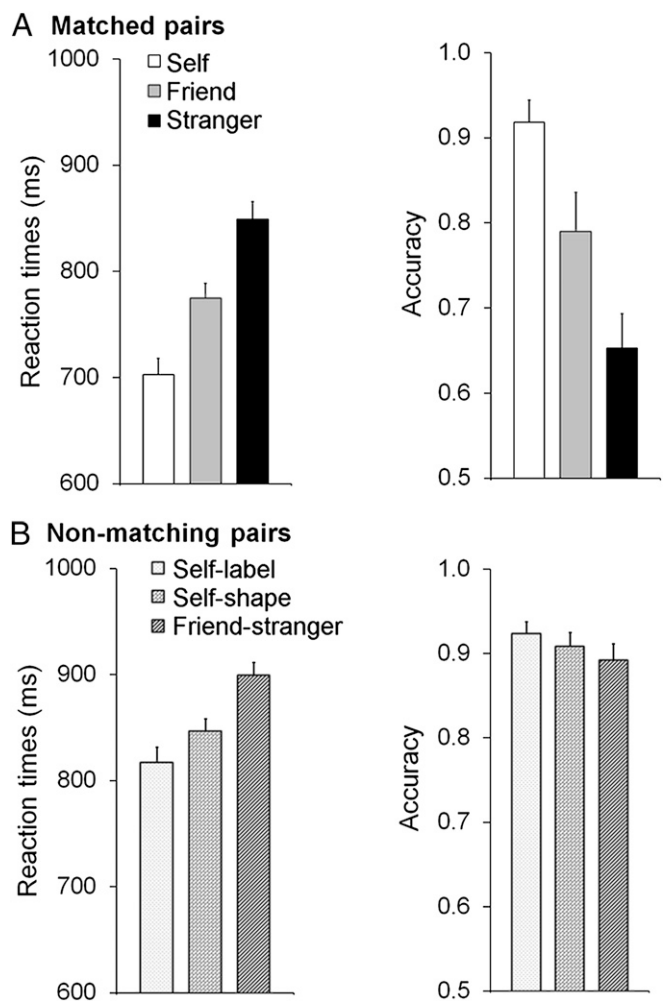 A Matched pairs
1000
900
800
700
600
Reaction times (ms)
Self
Friend
Stranger
1.0
0.9
0.8
0.7
0.6
0.5
Accuracy
B Non-matching pairs
1000
900
800
700
600
Reaction times (ms)
Self-label
Self-shape
Friend-stranger
1.0
0.9
0.8
0.7
0.6
0.5
Accuracy